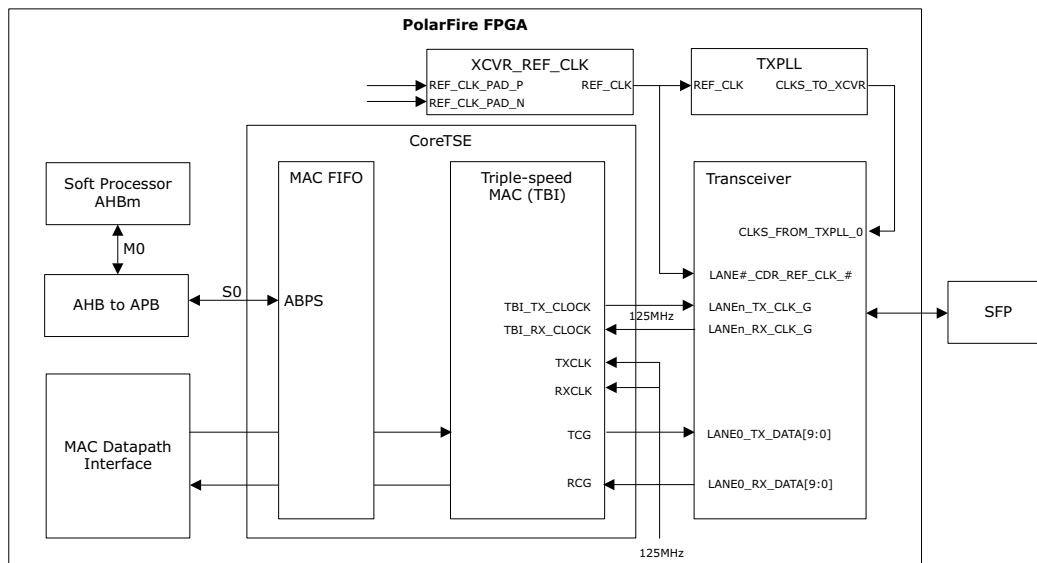 PolarFire FPGA
XCVR_REF_CLK
REF_CLK_PAD_P
REF_CLK
REF_CLK_PAD_N
TXPLL
REF_CLK
CLKS_TO_XCVR
CoreTSE
Soft Processor
AHBm
M0
AHB to APB
S0
MAC FIFO
ABPS
Triple-speed
MAC (TBI)
TBI_TX_CLOCK
TBI_RX_CLOCK
TXCLK
RXCLK
TCG
RCG
125MHz
125MHz
Transceiver
CLKS_FROM_TXPLL_0
LANE#_CDR_REF_CLK_#
LANEn_TX_CLK_G
LANEn_RX_CLK_G
LANE0_TX_DATA[9:0]
LANE0_RX_DATA[9:0]
SFP
MAC Datapath
Interface